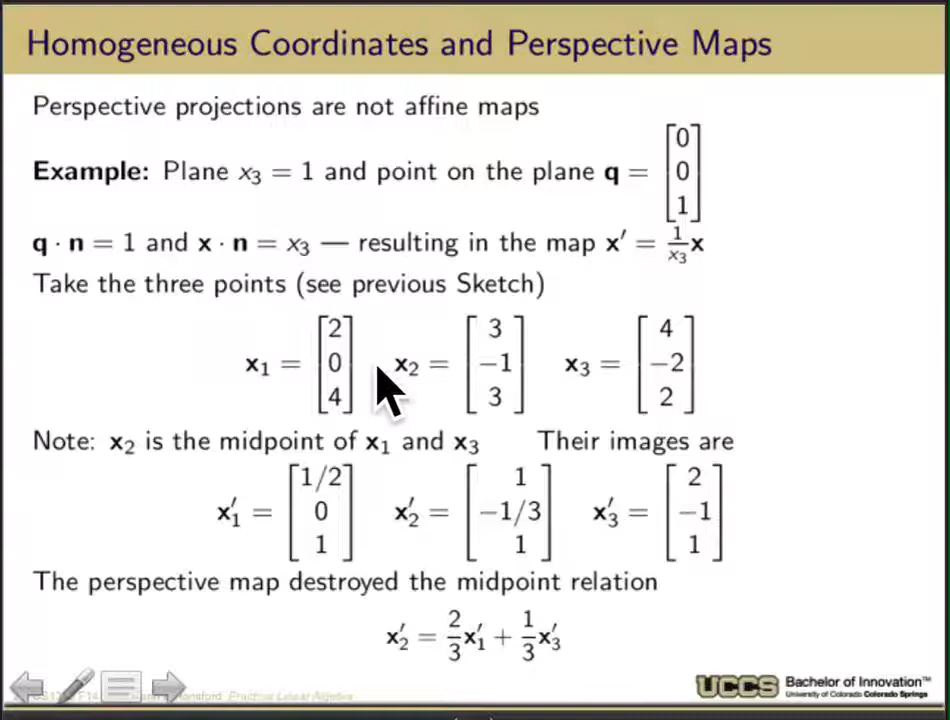 Homogeneous Coordinates and Perspective Maps
Perspective projections are not affine maps
Example: Plane x₃ = 1 and point on the plane q = [0 0 1]
q · n = 1 and x · n = x₃ — resulting in the map x′ = 1/x₃ x
Take the three points (see previous Sketch)
x₁ = [2 0 4] x₂ = [3 −1 3] x₃ = [4 −2 2]
Note: x₂ is the midpoint of x₁ and x₃ Their images are
x′₁ = [1/2 0 1] x′₂ = [1 −1/3 1] x′₃ = [2 −1 1]
The perspective map destroyed the midpoint relation
x′₂ = 2/3 x′₁ + 1/3 x′₃
Practice Linear Algebra
UCCS Bachelor of Innovation™
University of Colorado Colorado Springs